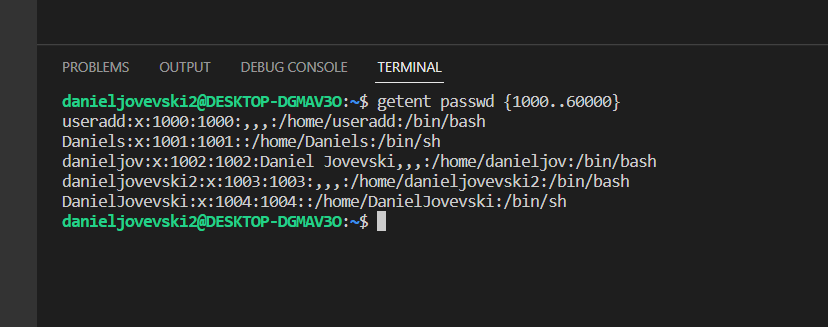 PROBLEMS OUTPUT DEBUG CONSOLE TERMINAL
danieljovevski2@DESKTOP-DGMAV3O:~$ getent passwd {1000..60000}
useradd:x:1000:1000:,,,:/home/useradd:/bin/bash
Daniels:x:1001:1001::/home/Daniels:/bin/sh
danieljov:x:1002:1002:Daniel Jovevski,,,:/home/danieljov:/bin/bash
danieljovevski2:x:1003:1003:,,,:/home/danieljovevski2:/bin/bash
DanielJovevski:x:1004:1004::/home/DanielJovevski:/bin/sh
danieljovevski2@DESKTOP-DGMAV3O:~$